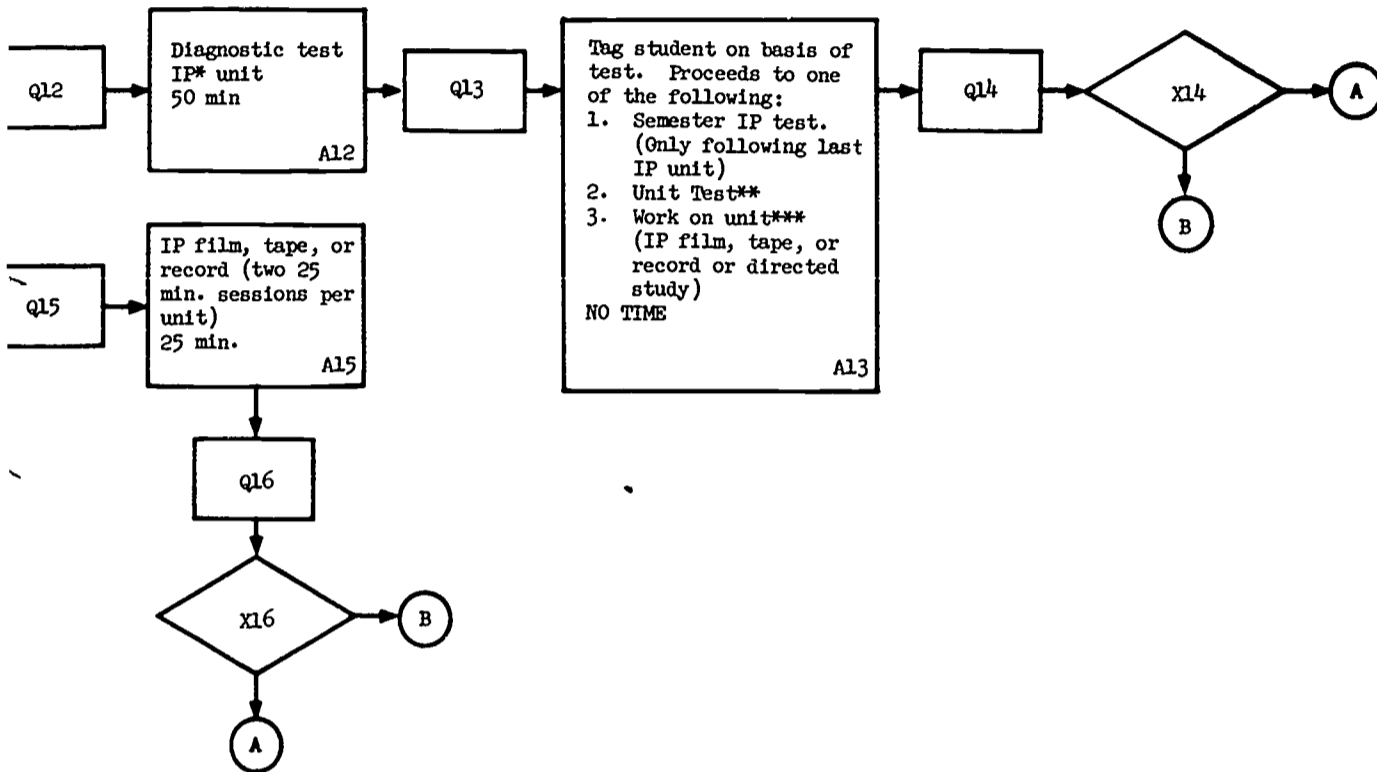 Q12
Diagnostic test
IP* unit
50 min
A12
Q13
Tag student on basis of
test. Proceeds to one
of the following:
1. Semester IP test.
(Only following last
IP unit)
2. Unit Test**
3. Work on unit***
(IP film, tape, or
record or directed
study)
NO TIME
A13
Q14
X14
A
B
Q15
IP film, tape, or
record (two 25
min. sessions per
unit)
25 min.
A15
Q16
X16
B
A